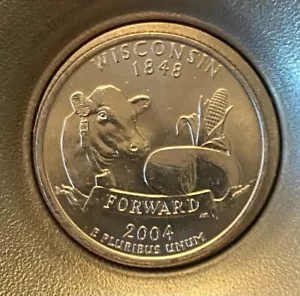 WISCONSIN
1848
FORWARD
2004
E PLURIBUS UNUM